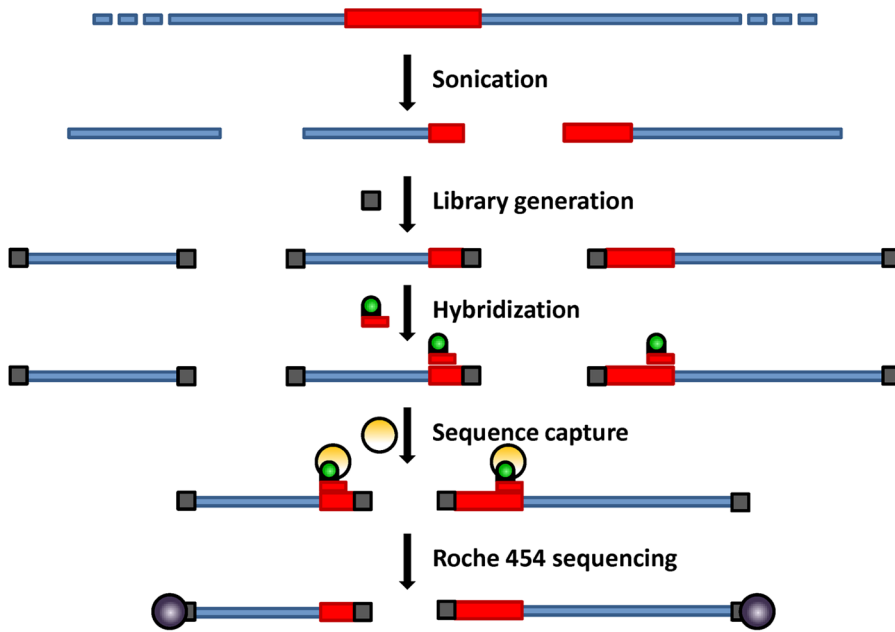 Sonication
Library generation
Hybridization
Sequence capture
Roche 454 sequencing